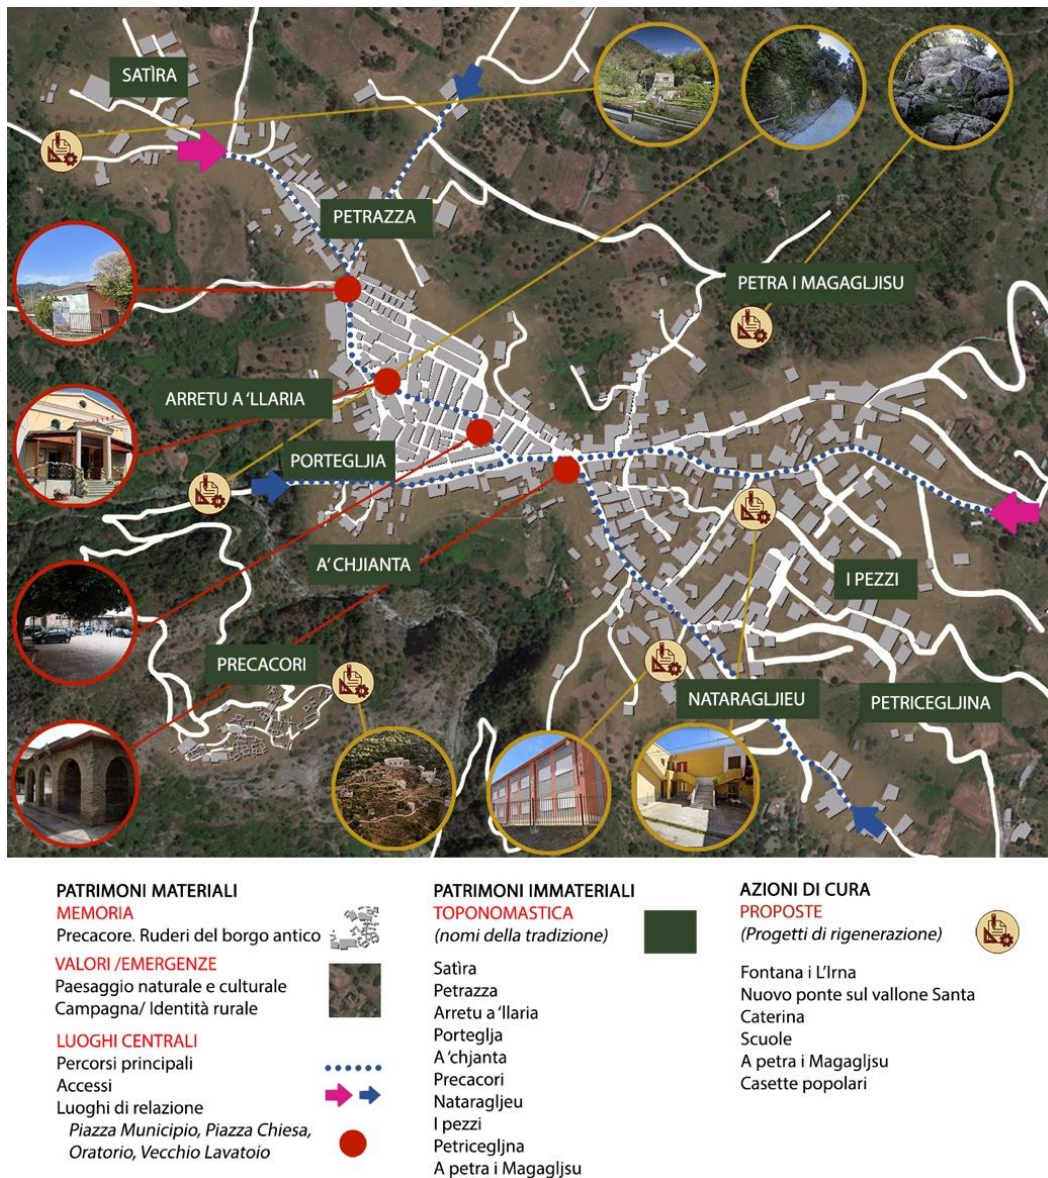 SATÌRA
PETRAZZA
PETRA I MAGAGLJISU
ARRETU A 'LLARIA
PORTEGLJIA
A' CHJIANTA
I PEZZI
PRECACORI
NATARAGLJIEU
PETRICEGLJINA
PATRIMONI MATERIALI
MEMORIA
Precacore. Ruderi del borgo antico
VALORI /EMERGENZE
Paesaggio naturale e culturale
Campagna/ Identità rurale
LUOGHI CENTRALI
Percorsi principali
Accessi
Luoghi di relazione
Piazza Municipio, Piazza Chiesa,
Oratorio, Vecchio Lavatoio
PATRIMONI IMMATERIALI
TOPONOMASTICA
(nomi della tradizione)
Satìra
Petrazza
Arretu a 'llaria
Porteglja
A 'chjanta
Precacori
Nataragljeu
I pezzi
Petricegljna
A petra i Magagljsu
AZIONI DI CURA
PROPOSTE
(Progetti di rigenerazione)
Fontana i L'Irna
Nuovo ponte sul vallone Santa
Caterina
Scuole
A petra i Magagljsu
Casette popolari